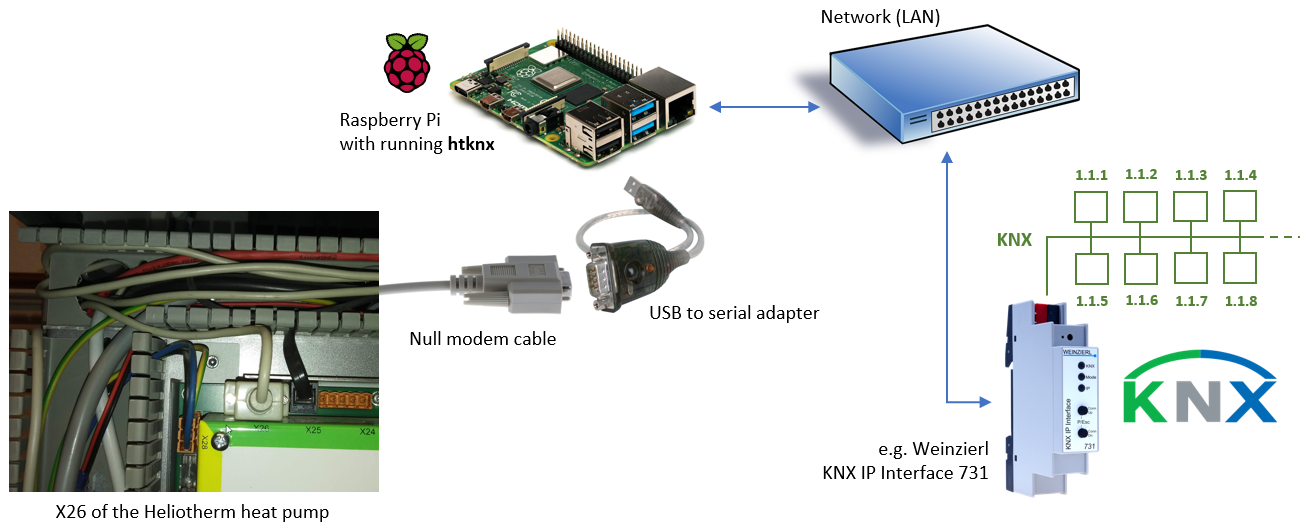 Network (LAN)
Raspberry Pi
with running htknx
1.1.1 1.1.2 1.1.3 1.1.4
KNX
1.1.5 1.1.6 1.1.7 1.1.8
USB to serial adapter
Null modem cable
WEINZIERL
KNX
Mode
IP
Conn
P/Esc
Conn
KNX IP Interface
731
KNX
e.g. Weinzierl
KNX IP Interface 731
X26 X25 X24
X28
X26 of the Heliotherm heat pump